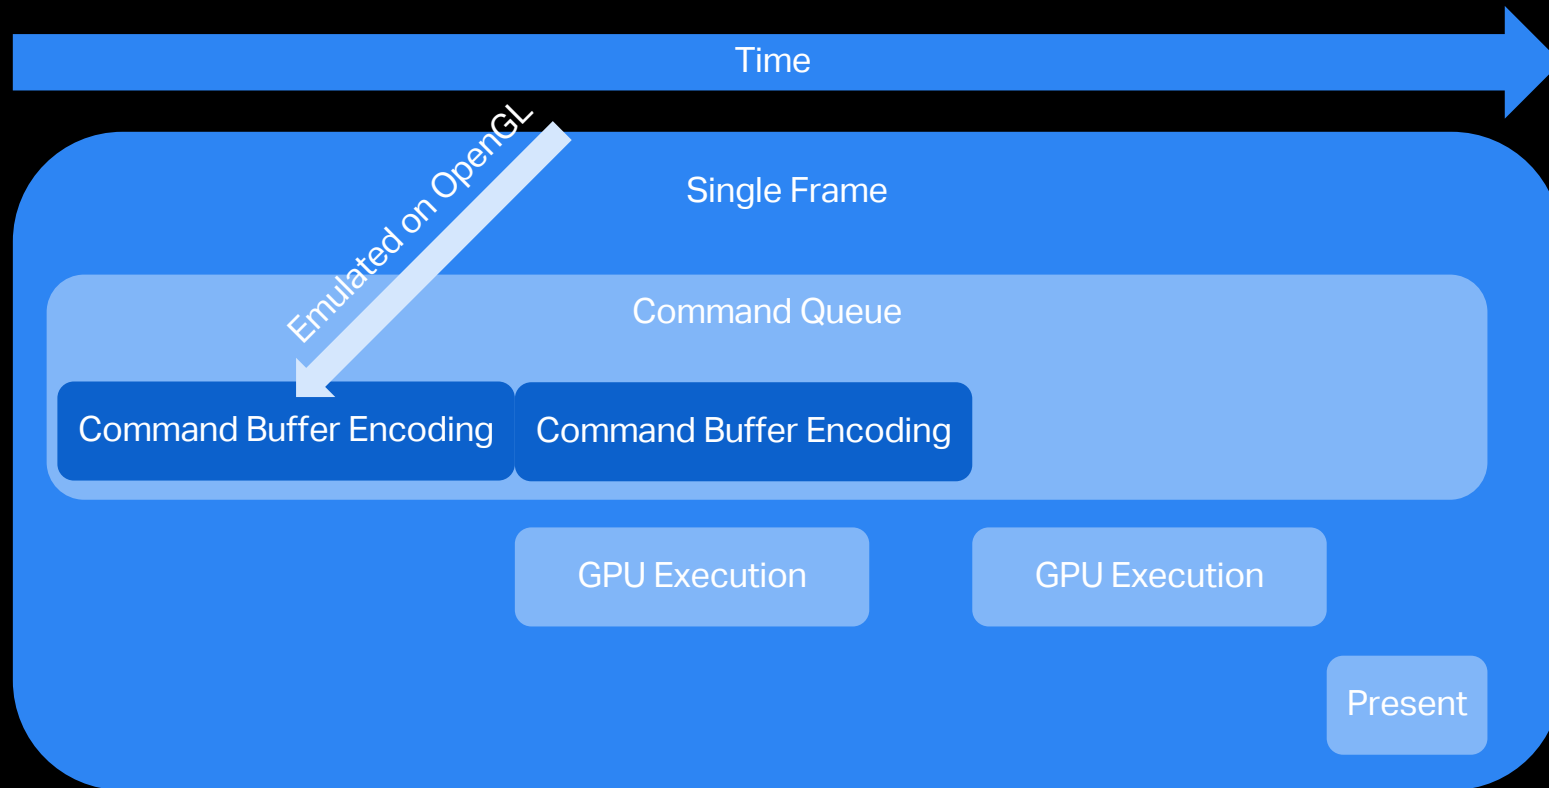 Time
Emulated on OpenGL
Single Frame
Command Queue
Command Buffer Encoding
Command Buffer Encoding
GPU Execution
GPU Execution
Present